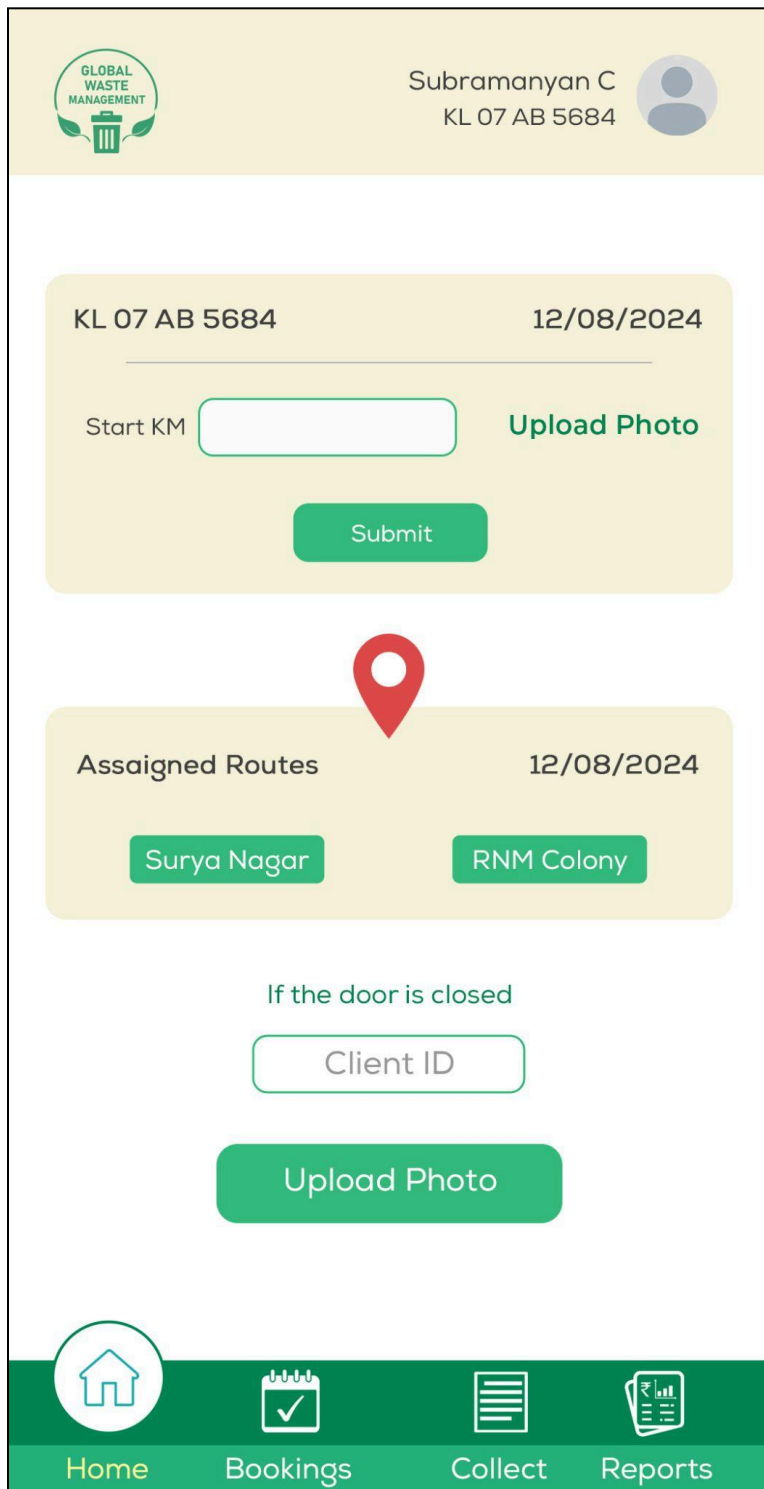 GLOBAL
WASTE
MANAGEMENT
Subramanyan C
KL 07 AB 5684
KL 07 AB 5684 12/08/2024
Start KM Upload Photo
Submit
Assaigned Routes 12/08/2024
Surya Nagar RNM Colony
If the door is closed
Client ID
Upload Photo
₹
Home Bookings Collect Reports